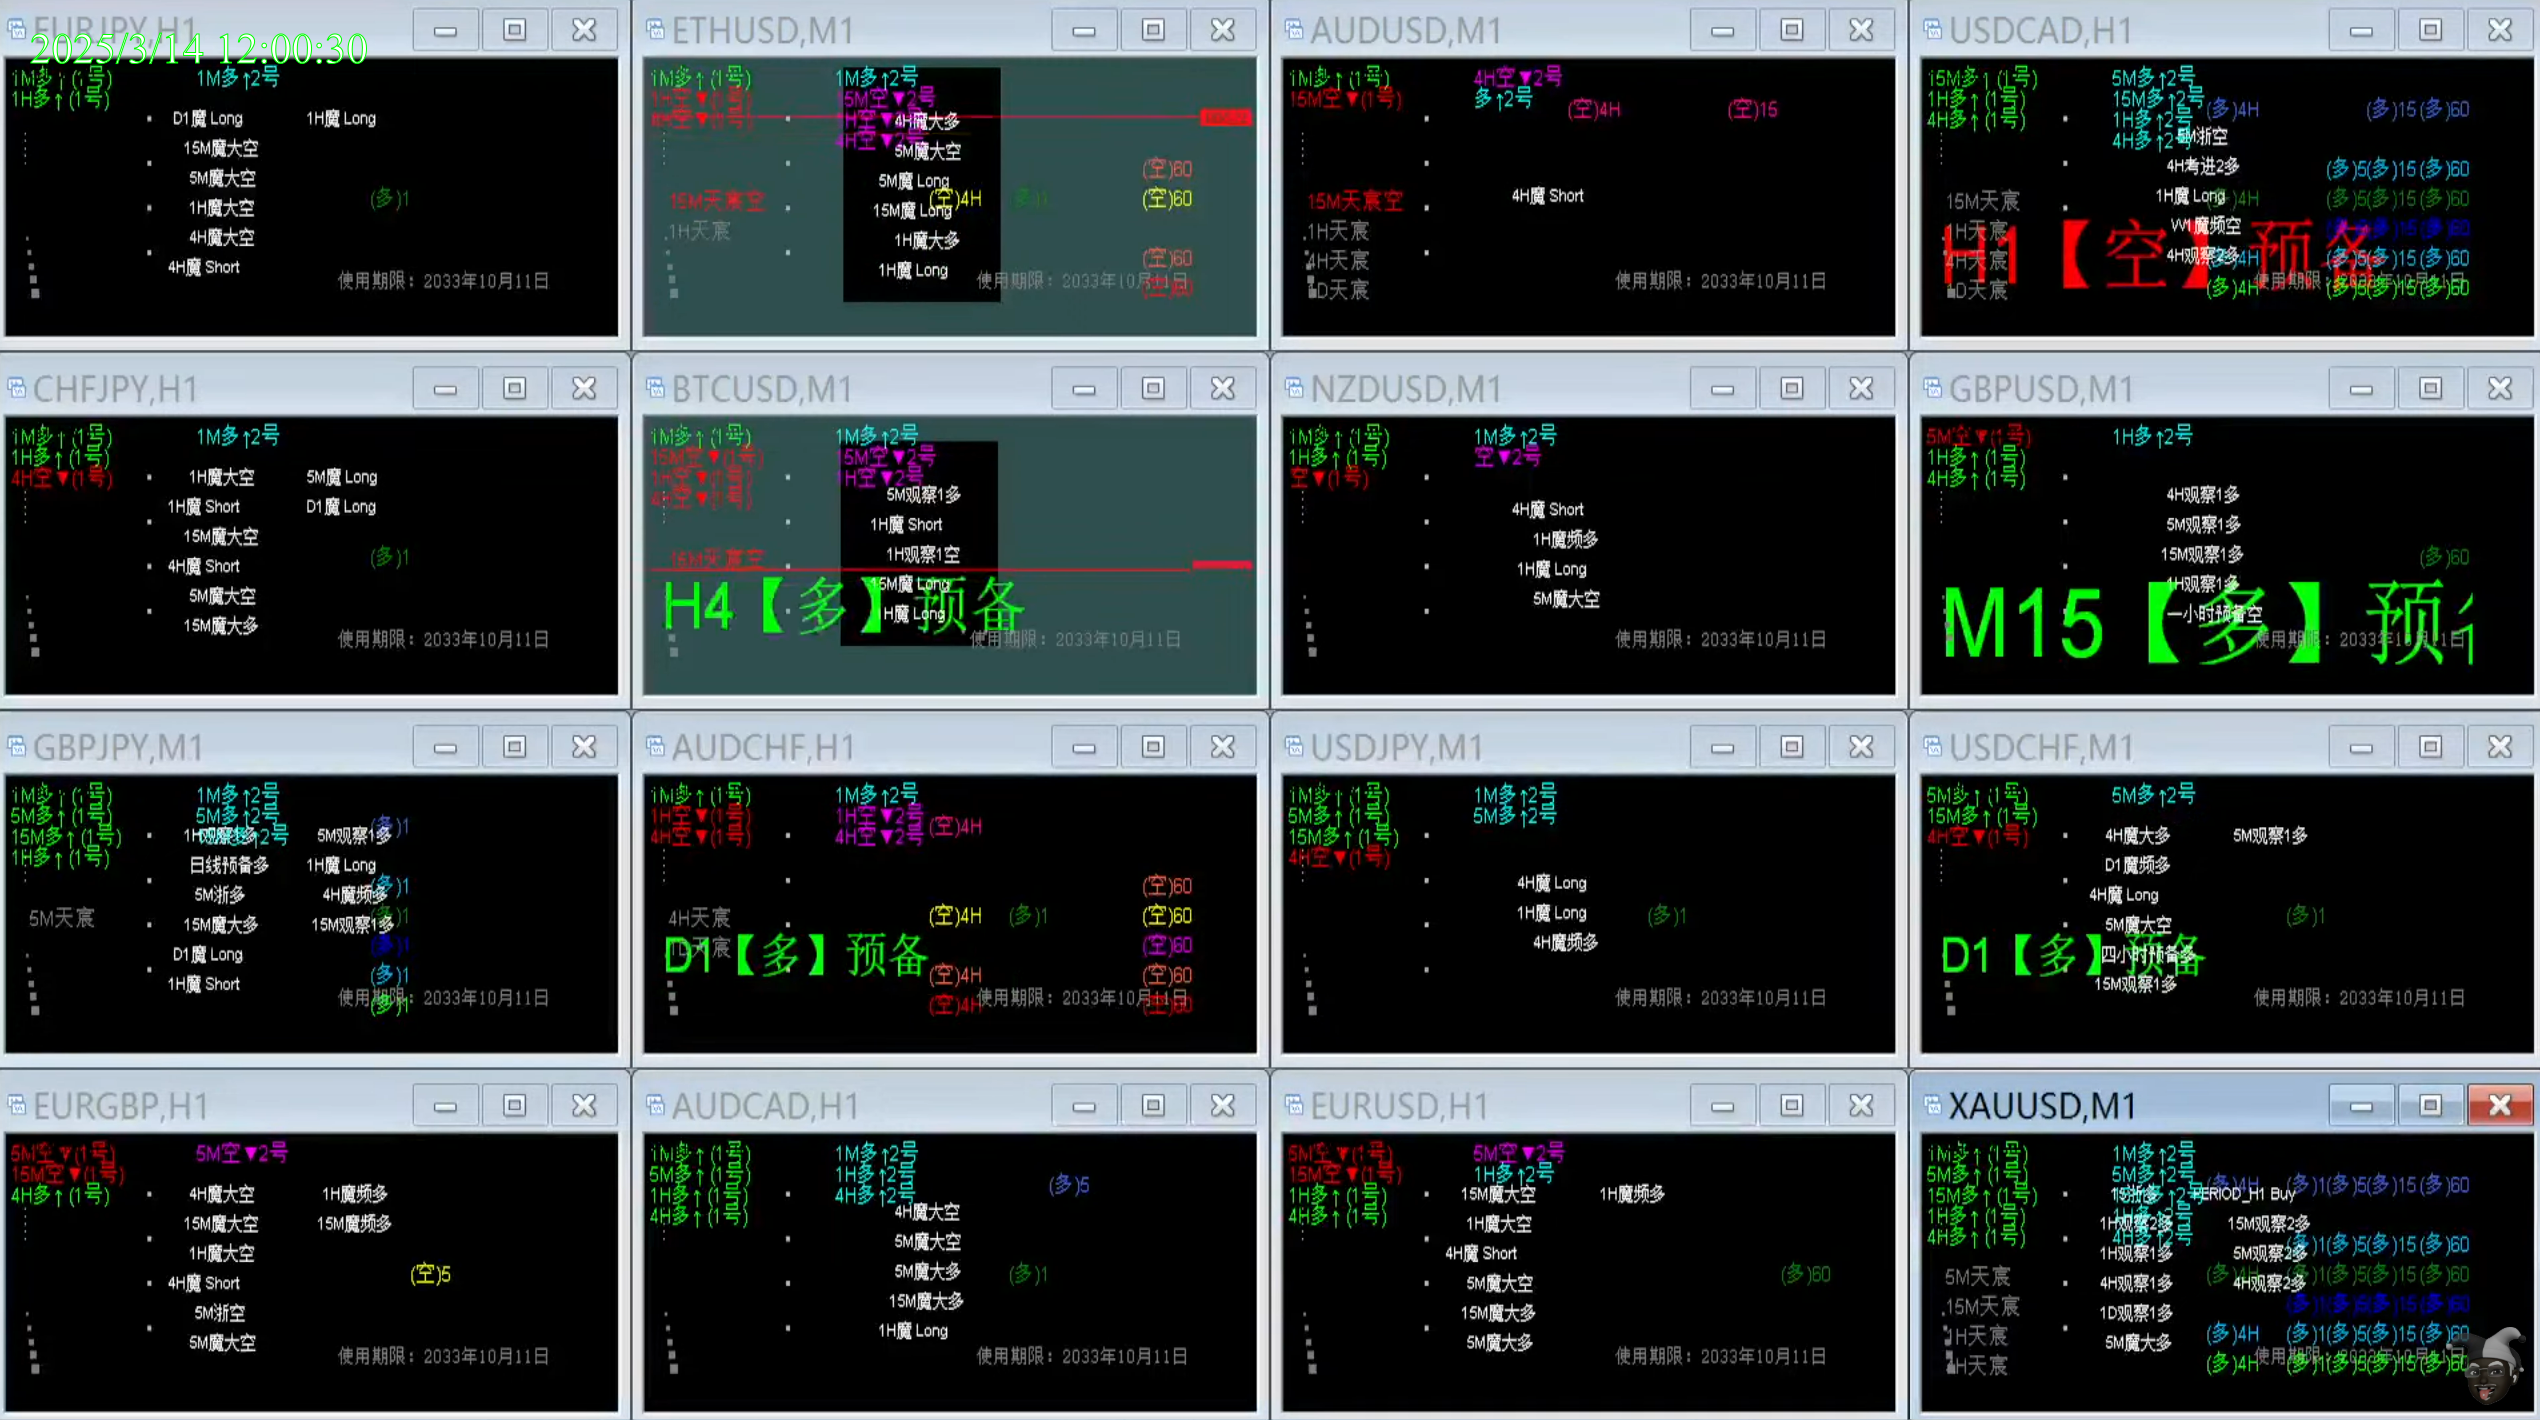 EURJPY,H1
2025/3/14 12:00:30
1M多↑(1号) 1M多↑2号
1H多↑(1号)
D1魔 Long 1H魔 Long
15M魔大空
5M魔大空
1H魔大空 (多)1
4H魔大空
4H魔 Short
使用期限：2033年10月11日
ETHUSD,M1
1M多↑(1号) 1M多↑2号
1H空▼(1号) 15M空▼2号
1H空▼2号
4H魔大多
4H空▼2号
5M魔大空
(空)60
5M魔 Long
15M天宸空 (空)4H (空)60
15M魔 Long
1H天宸 1H魔大多
(空)60
1H魔 Long
使用期限：2033年10月11日
AUDUSD,M1
1M多↑(1号) 4H空▼2号
15M空▼(1号) 多↑2号
(空)4H (空)15
15M天宸空 4H魔 Short
1H天宸
4H天宸
D天宸
使用期限：2033年10月11日
USDCAD,H1
15M多↑(1号) 5M多↑2号
1H多↑(1号) 15M多↑2号
4H多↑(1号) 1H多↑2号
(多)4H (多)15(多)60
5M浙空
4H考进2多 (多)5(多)15(多)60
15M天宸 1H魔 Long (多)4H (多)5(多)15(多)60
W1魔频空
1H天宸
H1【空】预备
4H天宸 4H观察2多 (多)5(多)15(多)60
D天宸 (多)4H (多)5(多)15(多)60
CHFJPY,H1
1M多↑(1号) 1M多↑2号
1H多↑(1号)
4H空▼(1号)
1H魔大空 5M魔 Long
1H魔 Short D1魔 Long
15M魔大空
4H魔 Short (多)1
5M魔大空
15M魔大多
使用期限：2033年10月11日
BTCUSD,M1
1M多↑(1号) 1M多↑2号
15M空▼(1号) 15M空▼2号
1H空▼(1号) 1H空▼2号
4H空▼(1号) 5M观察1多
1H魔 Short
15M天宸空 1H观察1空
15M魔 Long
H4【多】预备
使用期限：2033年10月11日
NZDUSD,M1
1M多↑(1号) 1M多↑2号
1H多↑(1号) 空▼2号
空▼(1号)
4H魔 Short
1H魔频多
1H魔 Long
5M魔大空
使用期限：2033年10月11日
GBPUSD,M1
5M空▼(1号) 1H多↑2号
1H多↑(1号)
4H多↑(1号)
4H观察1多
5M观察1多
15M观察1多 (多)60
1H观察1多
一小时预备空
M15【多】预
GBPJPY,M1
1M多↑(1号) 1M多↑2号
5M多↑(1号) 5M多↑2号
15M多↑(1号) 5M观察1多 (多)1
1H多↑(1号)
日线预备多 1H魔 Long
5M浙多 4H魔频多 (多)1
5M天宸 15M魔大多 15M观察1多 (多)1
D1魔 Long (多)1
1H魔 Short (多)1
使用期限：2033年10月11日 (多)1
AUDCHF,H1
1M多↑(1号) 1M多↑2号
1H空▼(1号) 1H空▼2号
4H空▼(1号) 4H空▼2号 (空)4H
(空)60
4H天宸 (空)4H (多)1 (空)60
D1【多】预备 (空)60
(空)4H (空)60
(空)4H 使用期限：2033年10月11日
USDJPY,M1
1M多↑(1号) 1M多↑2号
5M多↑(1号) 5M多↑2号
15M多↑(1号)
4H空▼(1号)
4H魔 Long
1H魔 Long (多)1
4H魔频多
使用期限：2033年10月11日
USDCHF,M1
5M多↑(1号) 5M多↑2号
15M多↑(1号)
4H空▼(1号) 4H魔大多 5M观察1多
D1魔频多
4H魔 Long
5M魔大空 (多)1
D1【多】预备
四小时预备多
15M观察1多
使用期限：2033年10月11日
EURGBP,H1
5M空▼(1号) 5M空▼2号
15M空▼(1号)
4H多↑(1号) 4H魔大空 1H魔频多
15M魔大空 15M魔频多
1H魔大空
4H魔 Short (空)5
5M浙空
5M魔大空
使用期限：2033年10月11日
AUDCAD,H1
1M多↑(1号) 1M多↑2号
5M多↑(1号) 1H多↑2号
1H多↑(1号) 4H多↑2号 (多)5
4H多↑(1号) 4H魔大空
5M魔大空
5M魔大多 (多)1
15M魔大多
1H魔 Long
使用期限：2033年10月11日
EURUSD,H1
5M空▼(1号) 5M空▼2号
15M空▼(1号) 1H多↑2号
1H多↑(1号) 15M魔大空 1H魔频多
4H多↑(1号) 1H魔大空
4H魔 Short
5M魔大空 (多)60
15M魔大多
5M魔大多
使用期限：2033年10月11日
XAUUSD,M1
1M多↑(1号) 1M多↑2号
5M多↑(1号) 5M多↑2号
15M多↑(1号) PERIOD_H1 Buy (多)1(多)5(多)15(多)60
1H多↑(1号) 1H观察2多 15M观察2多
4H多↑(1号) 4H多↑2号
1H观察1多 5M观察2多 (多)1(多)5(多)15(多)60
5M天宸 4H观察1多 4H观察2多 (多)1(多)5(多)15(多)60
15M天宸 1D观察1多 (多)1(多)5(多)15(多)60
1H天宸 5M魔大多 (多)4H (多)1(多)5(多)15(多)60
4H天宸 (多)4H (多)1(多)5(多)15(多)60